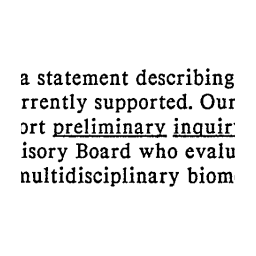 a statement describing
rrently supported. Our
ort preliminary inquir
isory Board who evalu
nultidisciplinary biom